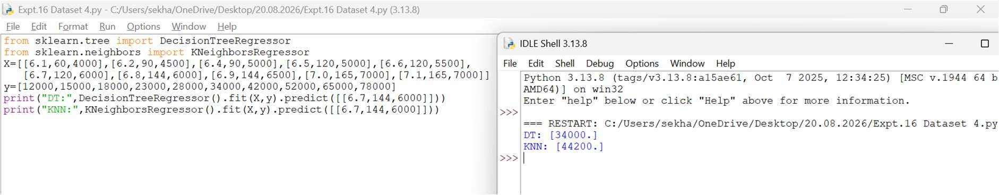 Expt.16 Dataset 4.py - C:/Users/sekha/OneDrive/Desktop/20.08.2026/Expt.16 Dataset 4.py (3.13.8)
File Edit Format Run Options Window Help
from sklearn.tree import DecisionTreeRegressor
from sklearn.neighbors import KNeighborsRegressor
X=[[6.1,60,4000],[6.2,90,4500],[6.4,90,5000],[6.5,120,5000],[6.6,120,5500],
[6.7,120,6000],[6.8,144,6000],[6.9,144,6500],[7.0,165,7000],[7.1,165,7000]]
y=[12000,15000,18000,23000,28000,34000,42000,52000,65000,78000]
print("DT:",DecisionTreeRegressor().fit(X,y).predict([[6.7,144,6000]]))
print("KNN:",KNeighborsRegressor().fit(X,y).predict([[6.7,144,6000]]))
IDLE Shell 3.13.8
File Edit Shell Debug Options Window Help
Python 3.13.8 (tags/v3.13.8:a15ae61, Oct 7 2025, 12:34:25) [MSC v.1944 64 b
AMD64)] on win32
Enter "help" below or click "Help" above for more information.
>>>
=== RESTART: C:/Users/sekha/OneDrive/Desktop/20.08.2026/Expt.16 Dataset 4.py
DT: [34000.]
KNN: [44200.]
>>>